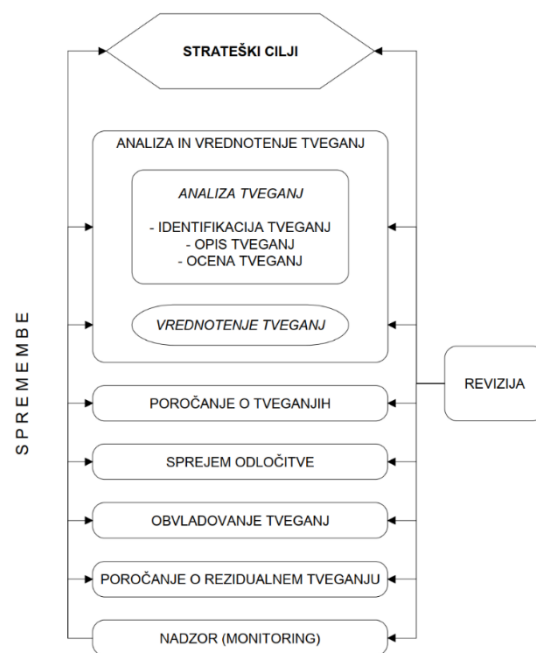 STRATEŠKI CILJI
ANALIZA IN VREDNOTENJE TVEGANJ
ANALIZA TVEGANJ
- IDENTIFIKACIJA TVEGANJ
- OPIS TVEGANJ
- OCENA TVEGANJ
VREDNOTENJE TVEGANJ
POROČANJE O TVEGANJIH
SPREJEM ODLOČITVE
OBVLADOVANJE TVEGANJ
POROČANJE O REZIDUALNEM TVEGANJU
NADZOR (MONITORING)
SPREMEMBE
REVIZIJA